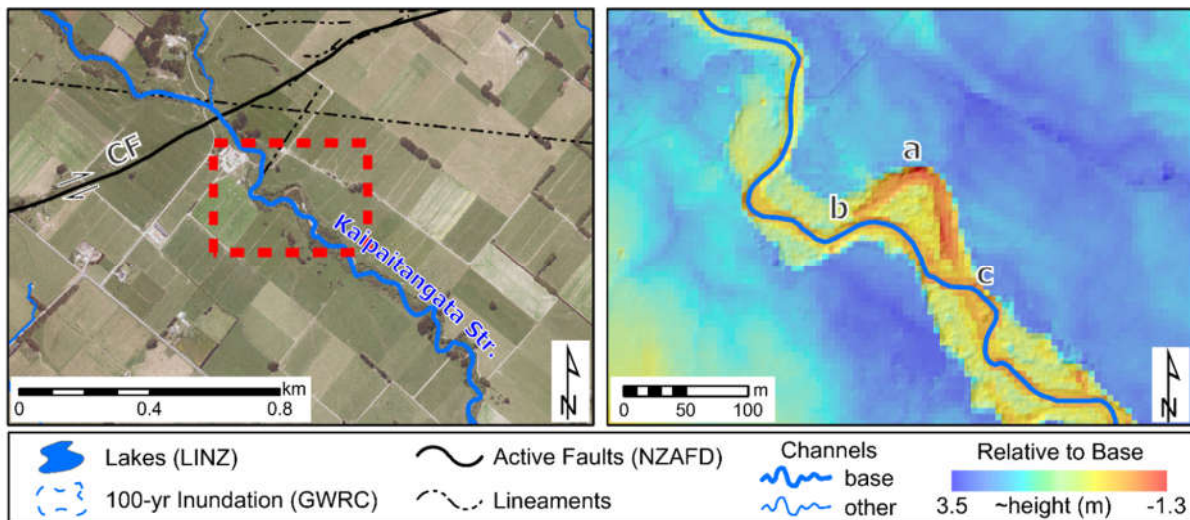 CF
Kaipaitangata Str.
km
0 0.4 0.8
N
a
b
c
m
0 50 100
N
Lakes (LINZ)
100-yr Inundation (GWRC)
Active Faults (NZAFD)
Lineaments
Channels
base
other
Relative to Base
3.5 ~height (m) -1.3